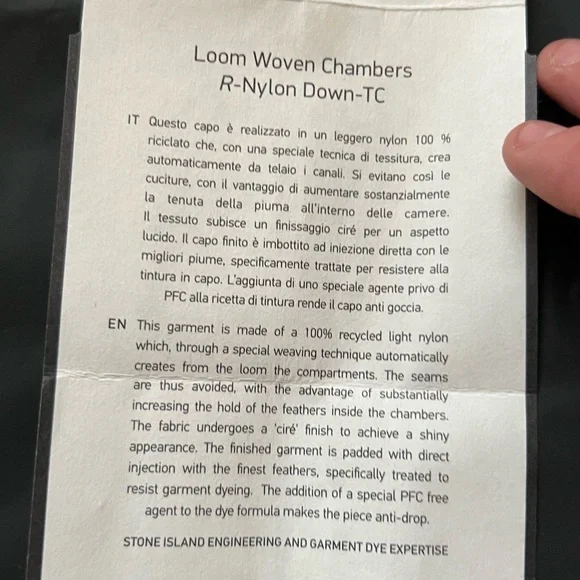 Loom Woven Chambers
R-Nylon Down-TC
IT Questo capo è realizzato in un leggero nylon 100 %
riciclato che, con una speciale tecnica di tessitura, crea
automaticamente da telaio i canali. Si evitano così le
cuciture, con il vantaggio di aumentare sostanzialmente
la tenuta della piuma all'interno delle camere.
Il tessuto subisce un finissaggio ciré per un aspetto
lucido. Il capo finito è imbottito ad iniezione diretta con le
migliori piume, specificamente trattate per resistere alla
tintura in capo. L'aggiunta di uno speciale agente privo di
PFC alla ricetta di tintura rende il capo anti goccia.
EN This garment is made of a 100% recycled light nylon
which, through a special weaving technique automatically
creates from the loom the compartments. The seams
are thus avoided, with the advantage of substantially
increasing the hold of the feathers inside the chambers.
The fabric undergoes a 'ciré' finish to achieve a shiny
appearance. The finished garment is padded with direct
injection with the finest feathers, specifically treated to
resist garment dyeing. The addition of a special PFC free
agent to the dye formula makes the piece anti-drop.
STONE ISLAND ENGINEERING AND GARMENT DYE EXPERTISE